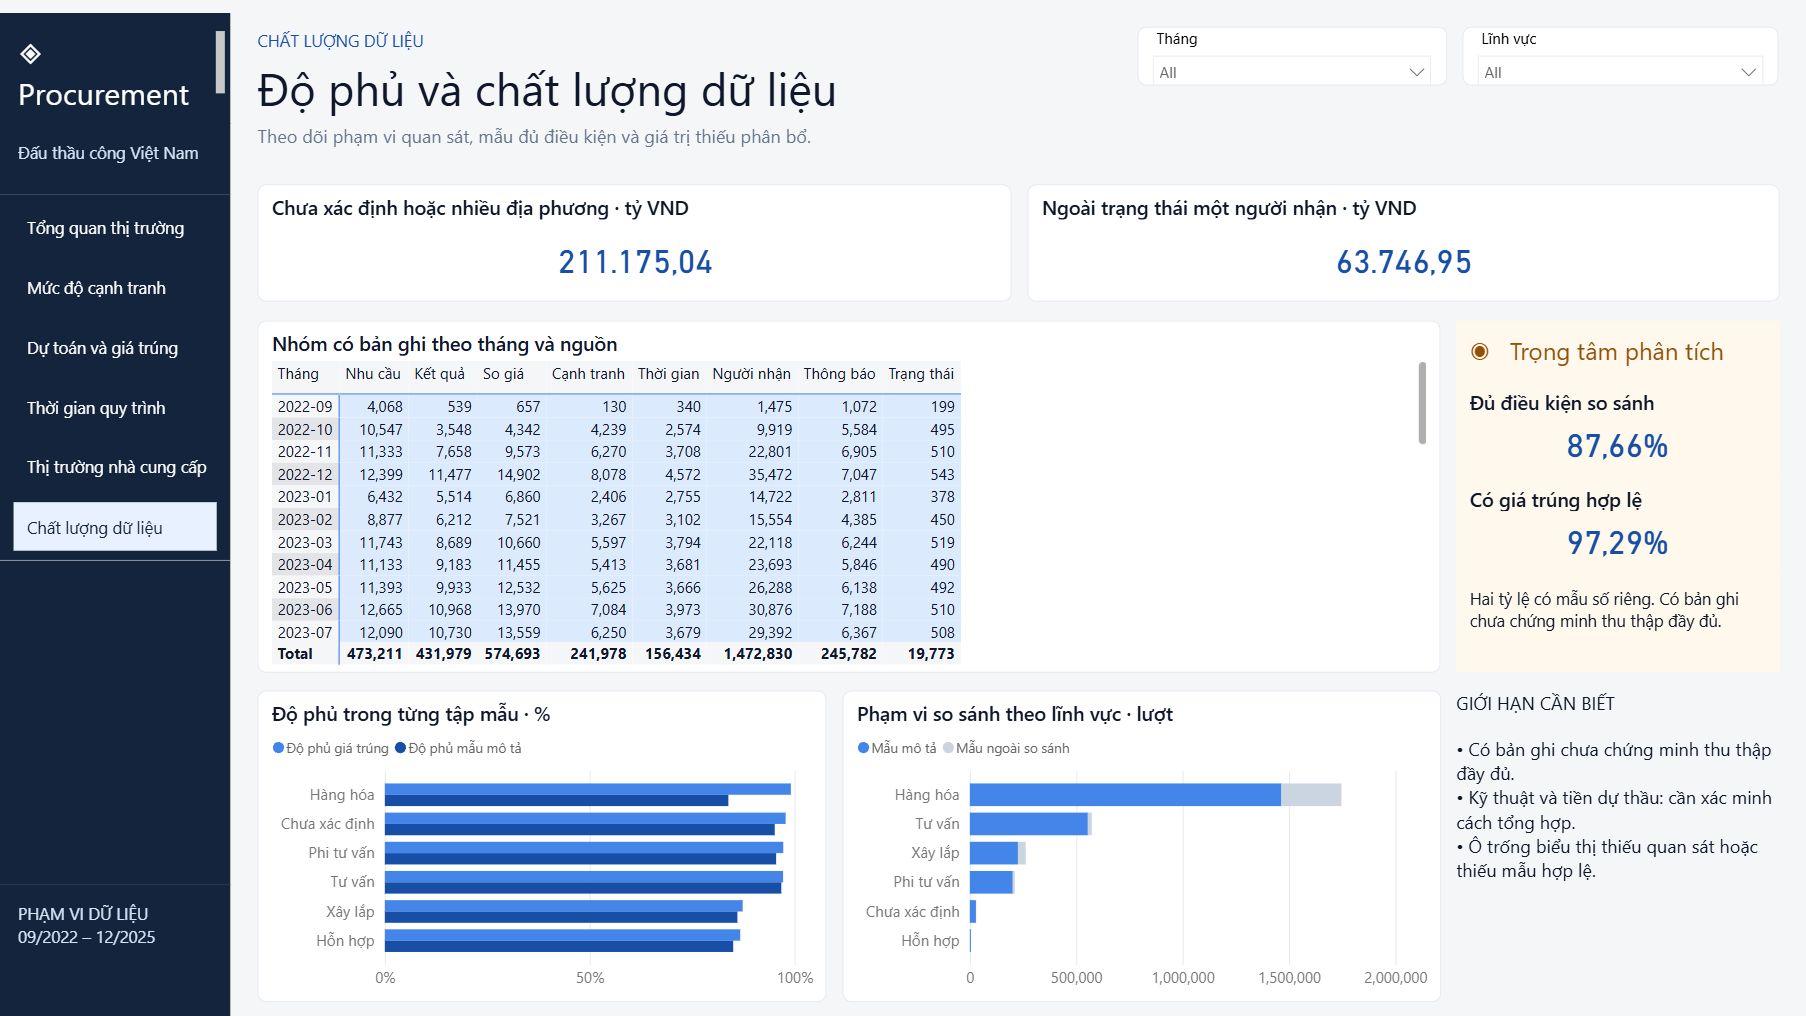 Procurement
Đấu thầu công Việt Nam
Tổng quan thị trường
Mức độ cạnh tranh
Dự toán và giá trúng
Thời gian quy trình
Thị trường nhà cung cấp
Chất lượng dữ liệu
PHẠM VI DỮ LIỆU
09/2022 – 12/2025
CHẤT LƯỢNG DỮ LIỆU
Độ phủ và chất lượng dữ liệu
Theo dõi phạm vi quan sát, mẫu đủ điều kiện và giá trị thiếu phân bổ.
Tháng
All
Lĩnh vực
All
Chưa xác định hoặc nhiều địa phương · tỷ VND
211.175,04
Ngoài trạng thái một người nhận · tỷ VND
63.746,95
Nhóm có bản ghi theo tháng và nguồn
Tháng Nhu cầu Kết quả So giá Cạnh tranh Thời gian Người nhận Thông báo Trạng thái
2022-09 4,068 539 657 130 340 1,475 1,072 199
2022-10 10,547 3,548 4,342 4,239 2,574 9,919 5,584 495
2022-11 11,333 7,658 9,573 6,270 3,708 22,801 6,905 510
2022-12 12,399 11,477 14,902 8,078 4,572 35,472 7,047 543
2023-01 6,432 5,514 6,860 2,406 2,755 14,722 2,811 378
2023-02 8,877 6,212 7,521 3,267 3,102 15,554 4,385 450
2023-03 11,743 8,689 10,660 5,597 3,794 22,118 6,244 519
2023-04 11,133 9,183 11,455 5,413 3,681 23,693 5,846 490
2023-05 11,393 9,933 12,532 5,625 3,666 26,288 6,138 492
2023-06 12,665 10,968 13,970 7,084 3,973 30,876 7,188 510
2023-07 12,090 10,730 13,559 6,250 3,679 29,392 6,367 508
Total 473,211 431,979 574,693 241,978 156,434 1,472,830 245,782 19,773
Trọng tâm phân tích
Đủ điều kiện so sánh
87,66%
Có giá trúng hợp lệ
97,29%
Hai tỷ lệ có mẫu số riêng. Có bản ghi
chưa chứng minh thu thập đầy đủ.
Độ phủ trong từng tập mẫu · %
Độ phủ giá trúng Độ phủ mẫu mô tả
Hàng hóa
Chưa xác định
Phi tư vấn
Tư vấn
Xây lắp
Hỗn hợp
0% 50% 100%
Phạm vi so sánh theo lĩnh vực · lượt
Mẫu mô tả Mẫu ngoài so sánh
Hàng hóa
Tư vấn
Xây lắp
Phi tư vấn
Chưa xác định
Hỗn hợp
0 500,000 1,000,000 1,500,000 2,000,000
GIỚI HẠN CẦN BIẾT
• Có bản ghi chưa chứng minh thu thập
đầy đủ.
• Kỹ thuật và tiền dự thầu: cần xác minh
cách tổng hợp.
• Ô trống biểu thị thiếu quan sát hoặc
thiếu mẫu hợp lệ.